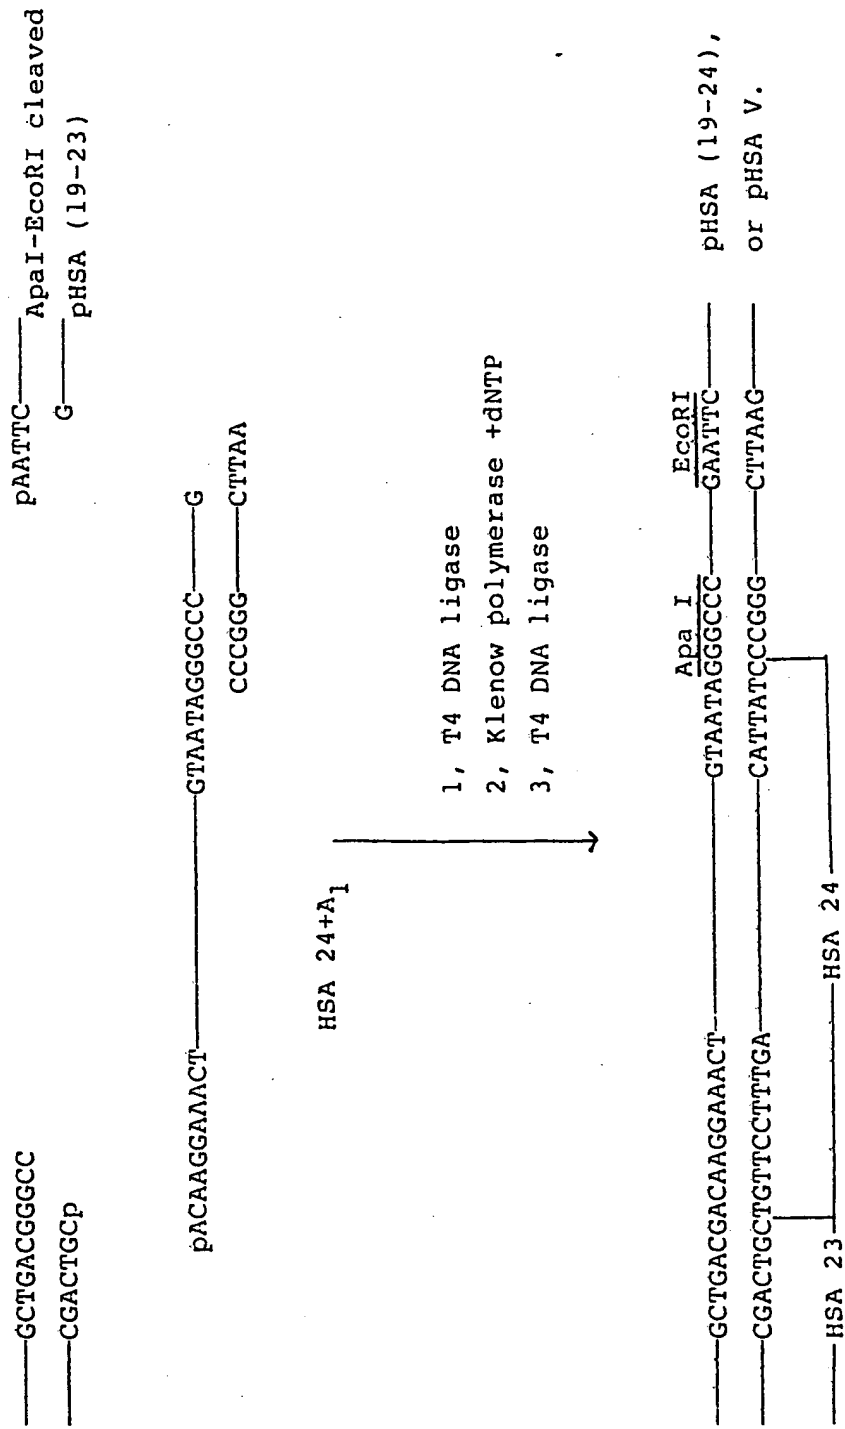 GCTGACGGGCC pAATTC ApaI-EcoRI cleaved
CGACTGCp G pHSA (19-23)
pACAAGGAAACT GTAATAGGGCCC G
CCCGGG CTTAA
HSA 24+A1
1, T4 DNA ligase
2, Klenow polymerase +dNTP
3, T4 DNA ligase
Apa I EcoRI
GCTGACGACAAGGAAACT GTAATAGGGCCC GAATTC pHSA (19-24),
CGACTGCTGTTCCTTTGA CATTATCCCGGG CTTAAG or pHSA V.
HSA 23 HSA 24